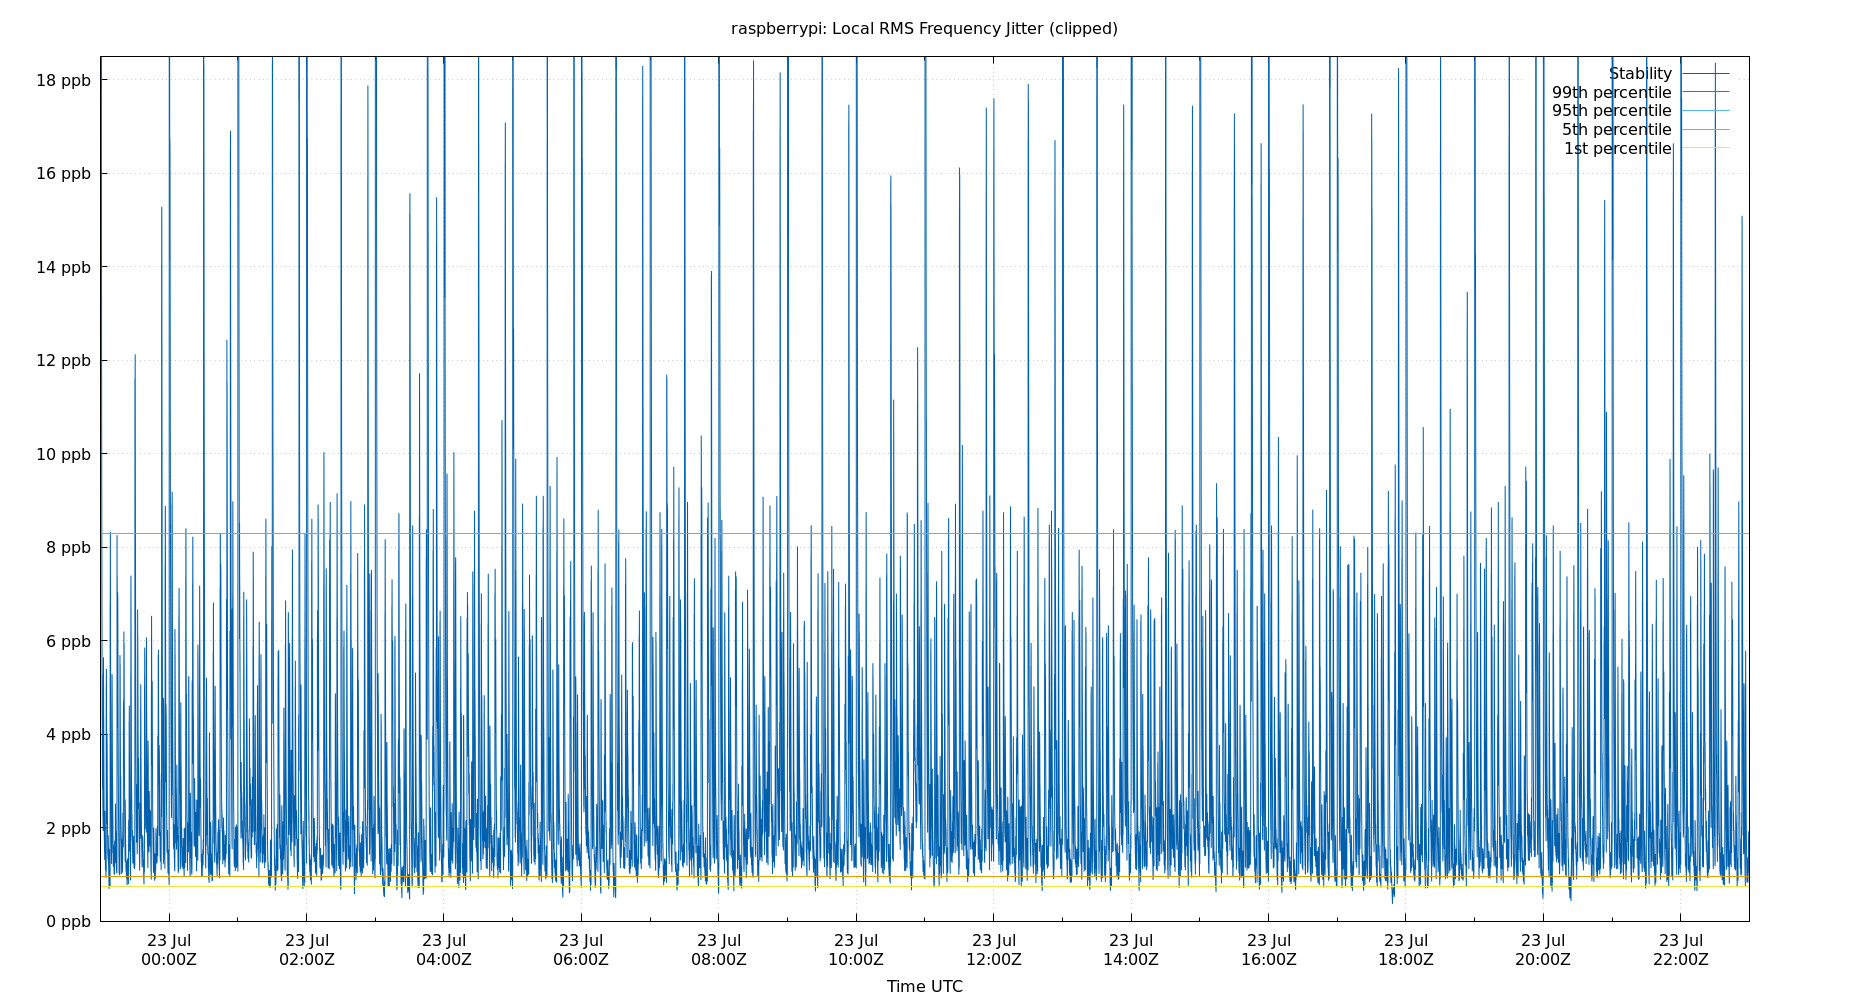 raspberrypi: Local RMS Frequency Jitter (clipped)
18 ppb
16 ppb
14 ppb
12 ppb
10 ppb
8 ppb
6 ppb
4 ppb
2 ppb
0 ppb
Stability
99th percentile
95th percentile
5th percentile
1st percentile
23 Jul 23 Jul 23 Jul 23 Jul 23 Jul 23 Jul 23 Jul 23 Jul 23 Jul 23 Jul 23 Jul 23 Jul
00:00Z 02:00Z 04:00Z 06:00Z 08:00Z 10:00Z 12:00Z 14:00Z 16:00Z 18:00Z 20:00Z 22:00Z
Time UTC